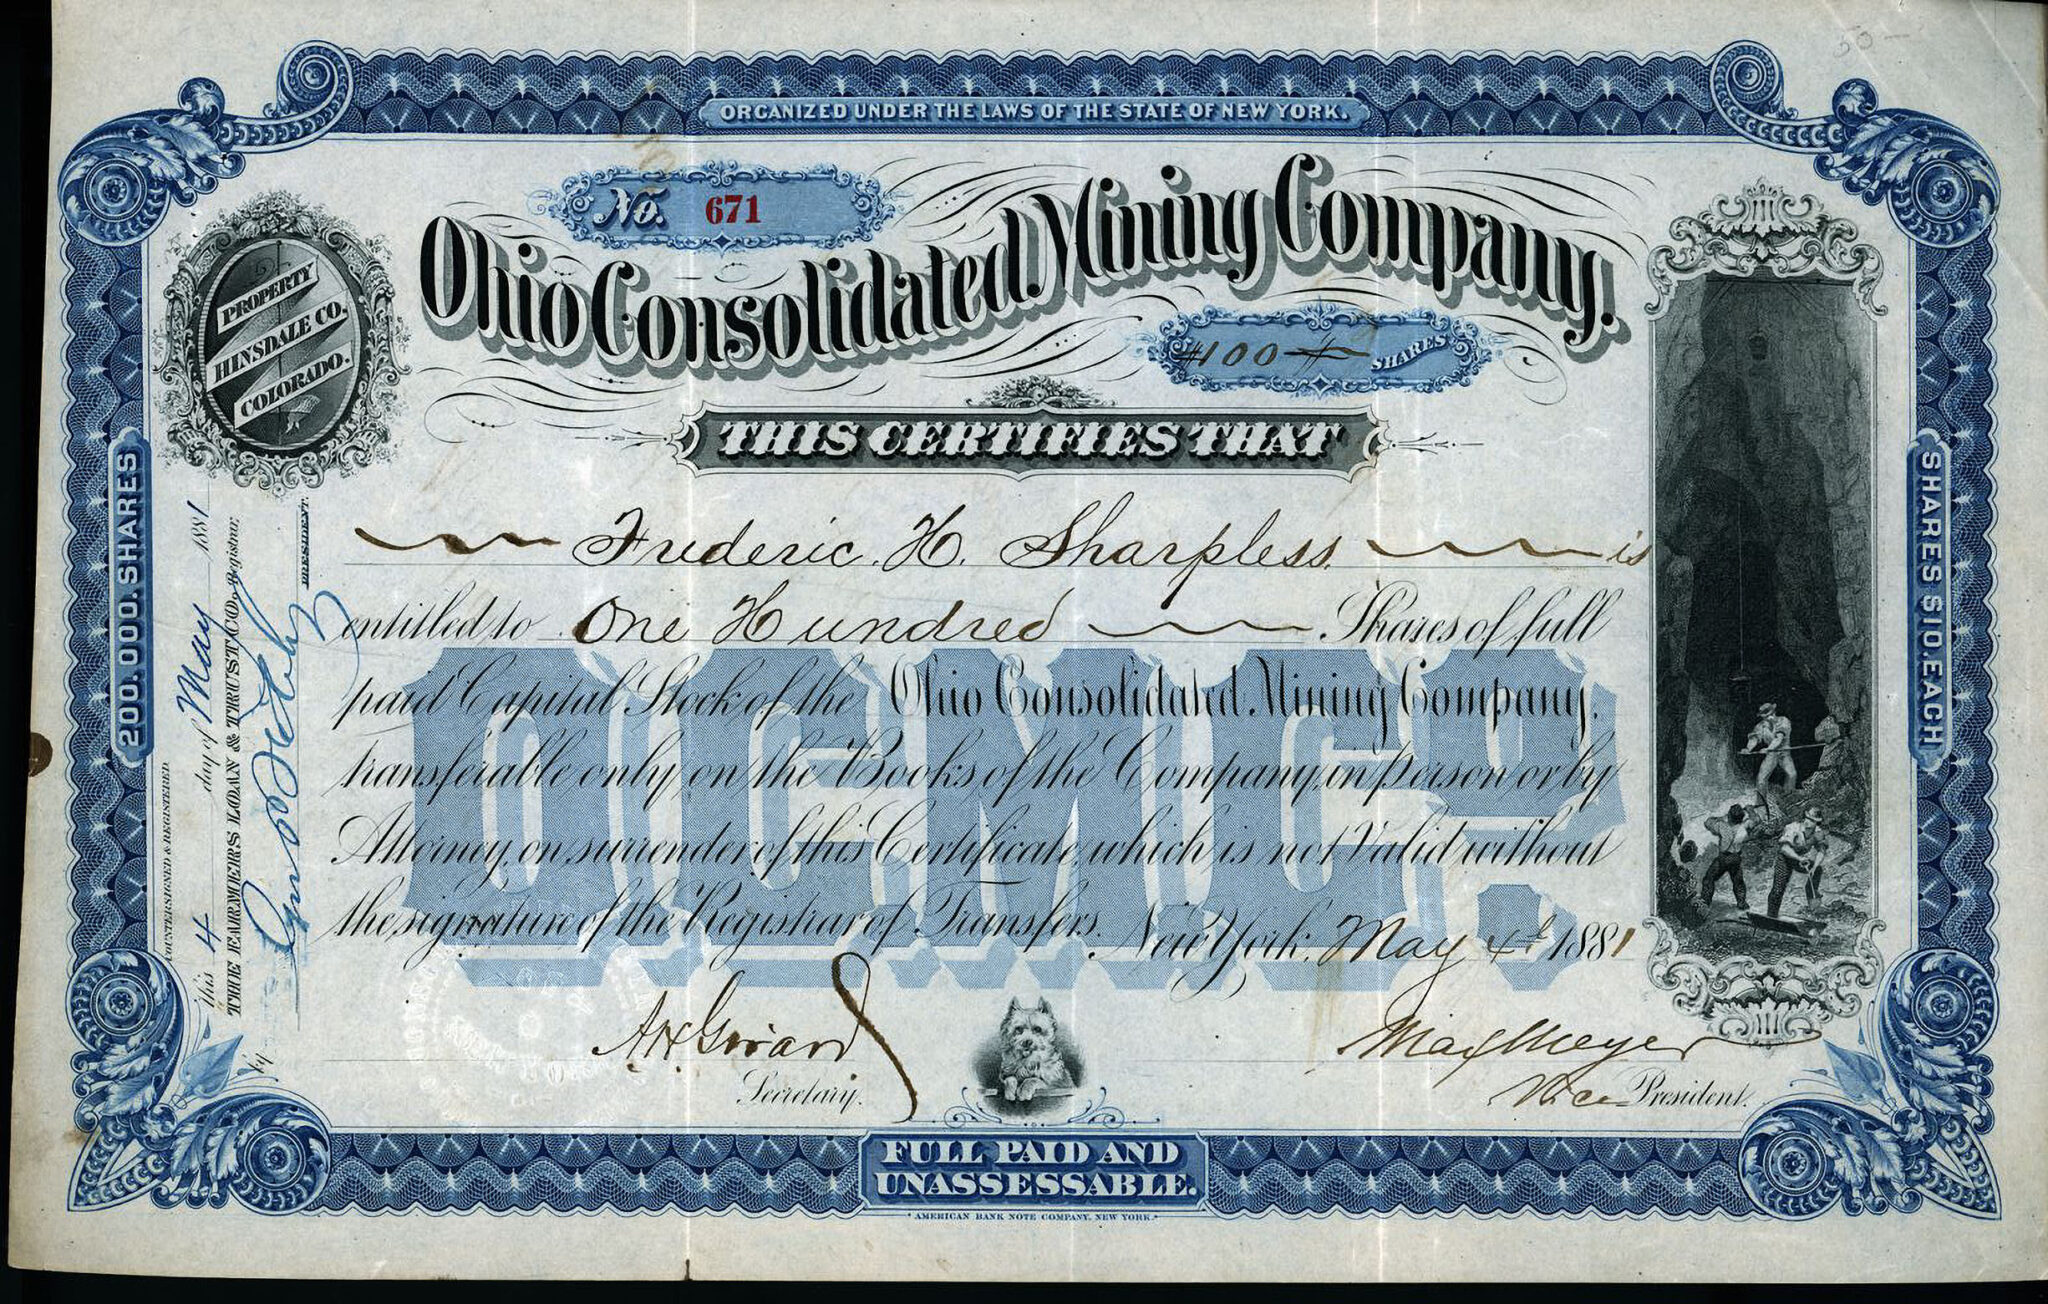 50 -
ORGANIZED UNDER THE LAWS OF THE STATE OF NEW YORK.
No. 671
Ohio Consolidated Mining Company.
PROPERTY
HINSDALE CO.
COLORADO.
100 SHARES
THIS CERTIFIES THAT
Frederic. H. Sharpless. is
entitled to One Hundred Shares of full
paid Capital Stock of the Ohio Consolidated Mining Company,
transferable only on the Books of the Company, in person or by
Attorney, on surrender of this Certificate, which is not Valid without
the signature of the Registrar of Transfers. New York. May 4th 1881
O.C.M.Co.
A H Girard
Secretary.
Max Meyer
Vice President.
FULL PAID AND
UNASSESSABLE.
AMERICAN BANK NOTE COMPANY, NEW YORK.
200.000. SHARES
COUNTERSIGNED & REGISTERED
This 4 day of May 1881
THE FARMERS LOAN & TRUST CO. Registrar,
by
PRESIDENT.
SHARES $10. EACH